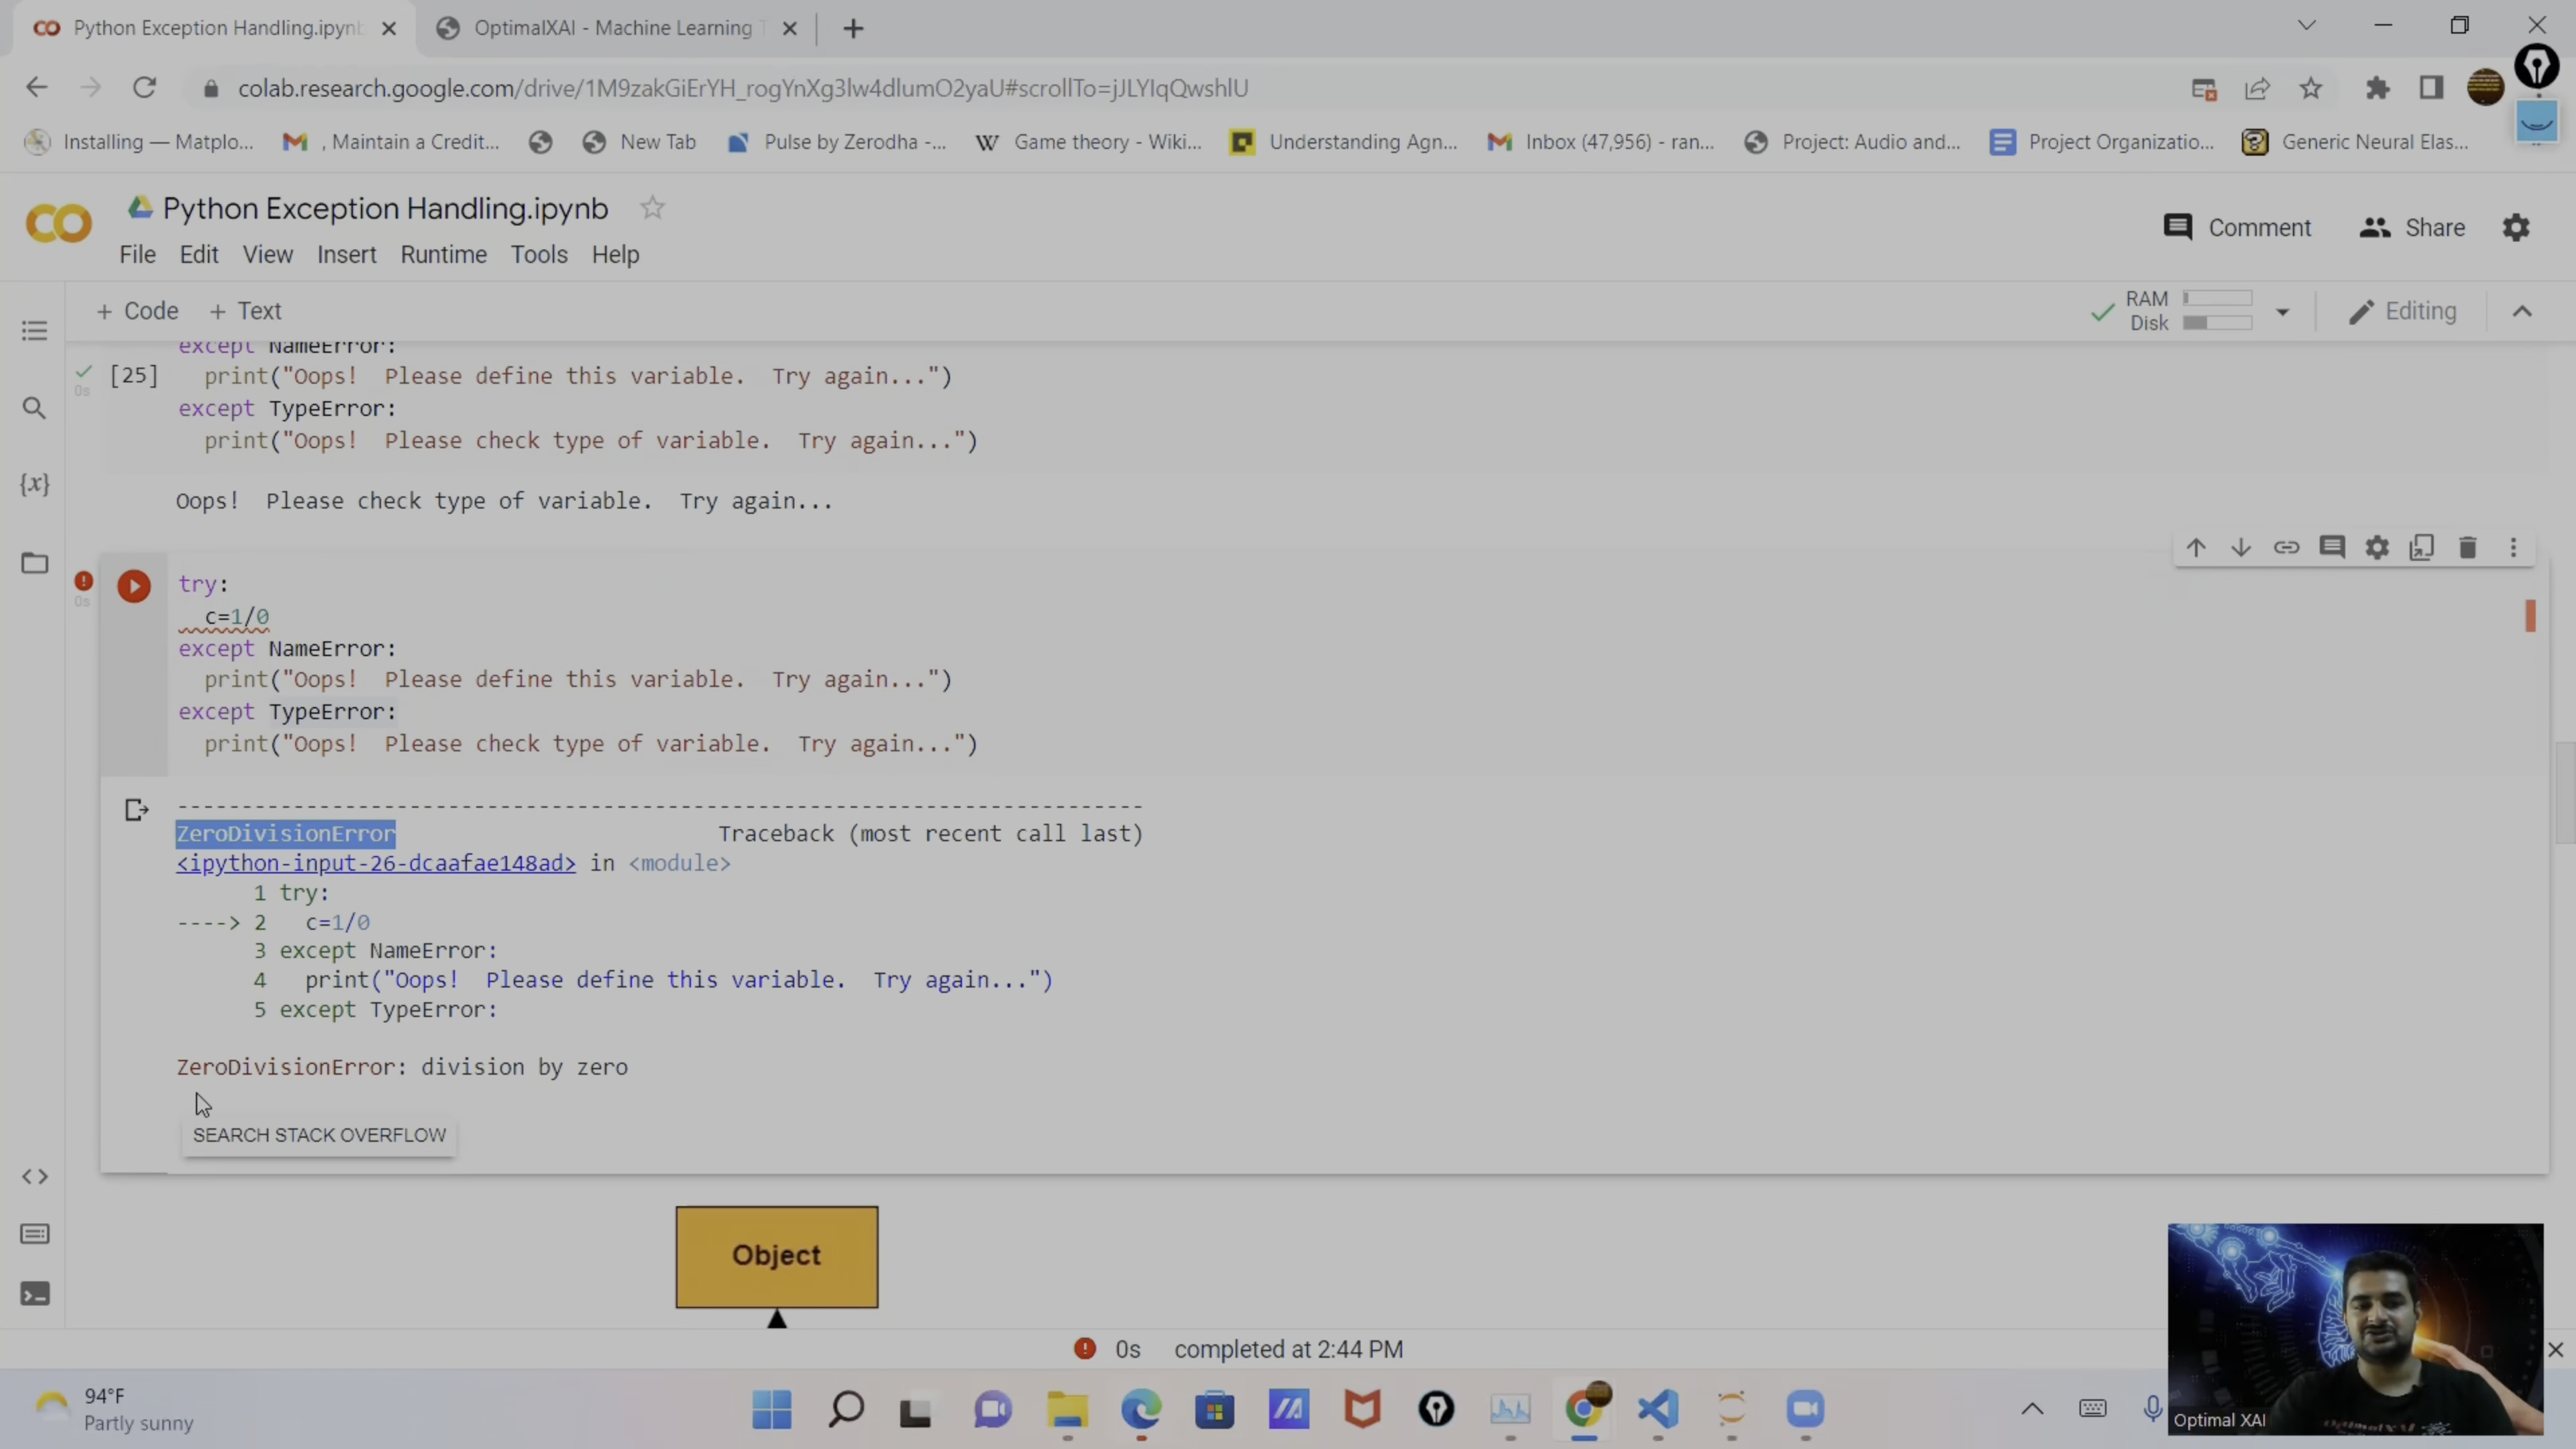 Python Exception Handling.ipynb
OptimalXAI - Machine Learning
colab.research.google.com/drive/1M9zakGiErYH_rogYnXg3lw4dlumO2yaU#scrollTo=jJLYIqQwshlU
Installing — Matplo...
, Maintain a Credit...
New Tab
Pulse by Zerodha -...
W Game theory - Wiki...
Understanding Agn...
Inbox (47,956) - ran...
Project: Audio and...
Project Organizatio...
Generic Neural Elas...
CO
Python Exception Handling.ipynb
Comment
Share
File Edit View Insert Runtime Tools Help
+ Code + Text
RAM
Disk
Editing
except NameError:
[25] print("Oops!  Please define this variable.  Try again...")
0s
except TypeError:
print("Oops!  Please check type of variable.  Try again...")
{x}
Oops!  Please check type of variable.  Try again...
try:
0s
c=1/0
except NameError:
print("Oops!  Please define this variable.  Try again...")
except TypeError:
print("Oops!  Please check type of variable.  Try again...")
---------------------------------------------------------------------------
ZeroDivisionError Traceback (most recent call last)
<ipython-input-26-dcaafae148ad> in <module>
1 try:
----> 2 c=1/0
3 except NameError:
4 print("Oops!  Please define this variable.  Try again...")
5 except TypeError:
ZeroDivisionError: division by zero
SEARCH STACK OVERFLOW
Object
0s completed at 2:44 PM
94°F
Partly sunny
Optimal XAI